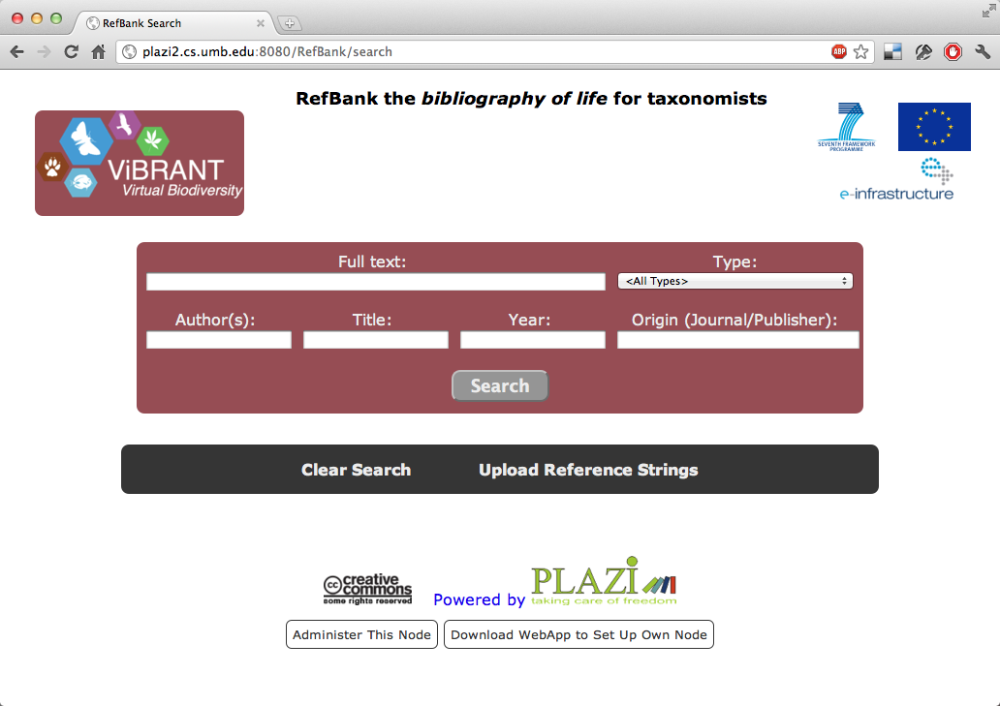 RefBank Search
plazi2.cs.umb.edu:8080/RefBank/search
ABP
RefBank the bibliography of life for taxonomists
ViBRANT
Virtual Biodiversity
7
SEVENTH FRAMEWORK
PROGRAMME
e-infrastructure
Full text:
Type:
<All Types>
Author(s):
Title:
Year:
Origin (Journal/Publisher):
Search
Clear Search
Upload Reference Strings
cc creative
commons
some rights reserved
Powered by
PLAZI
taking care of freedom
Administer This Node
Download WebApp to Set Up Own Node